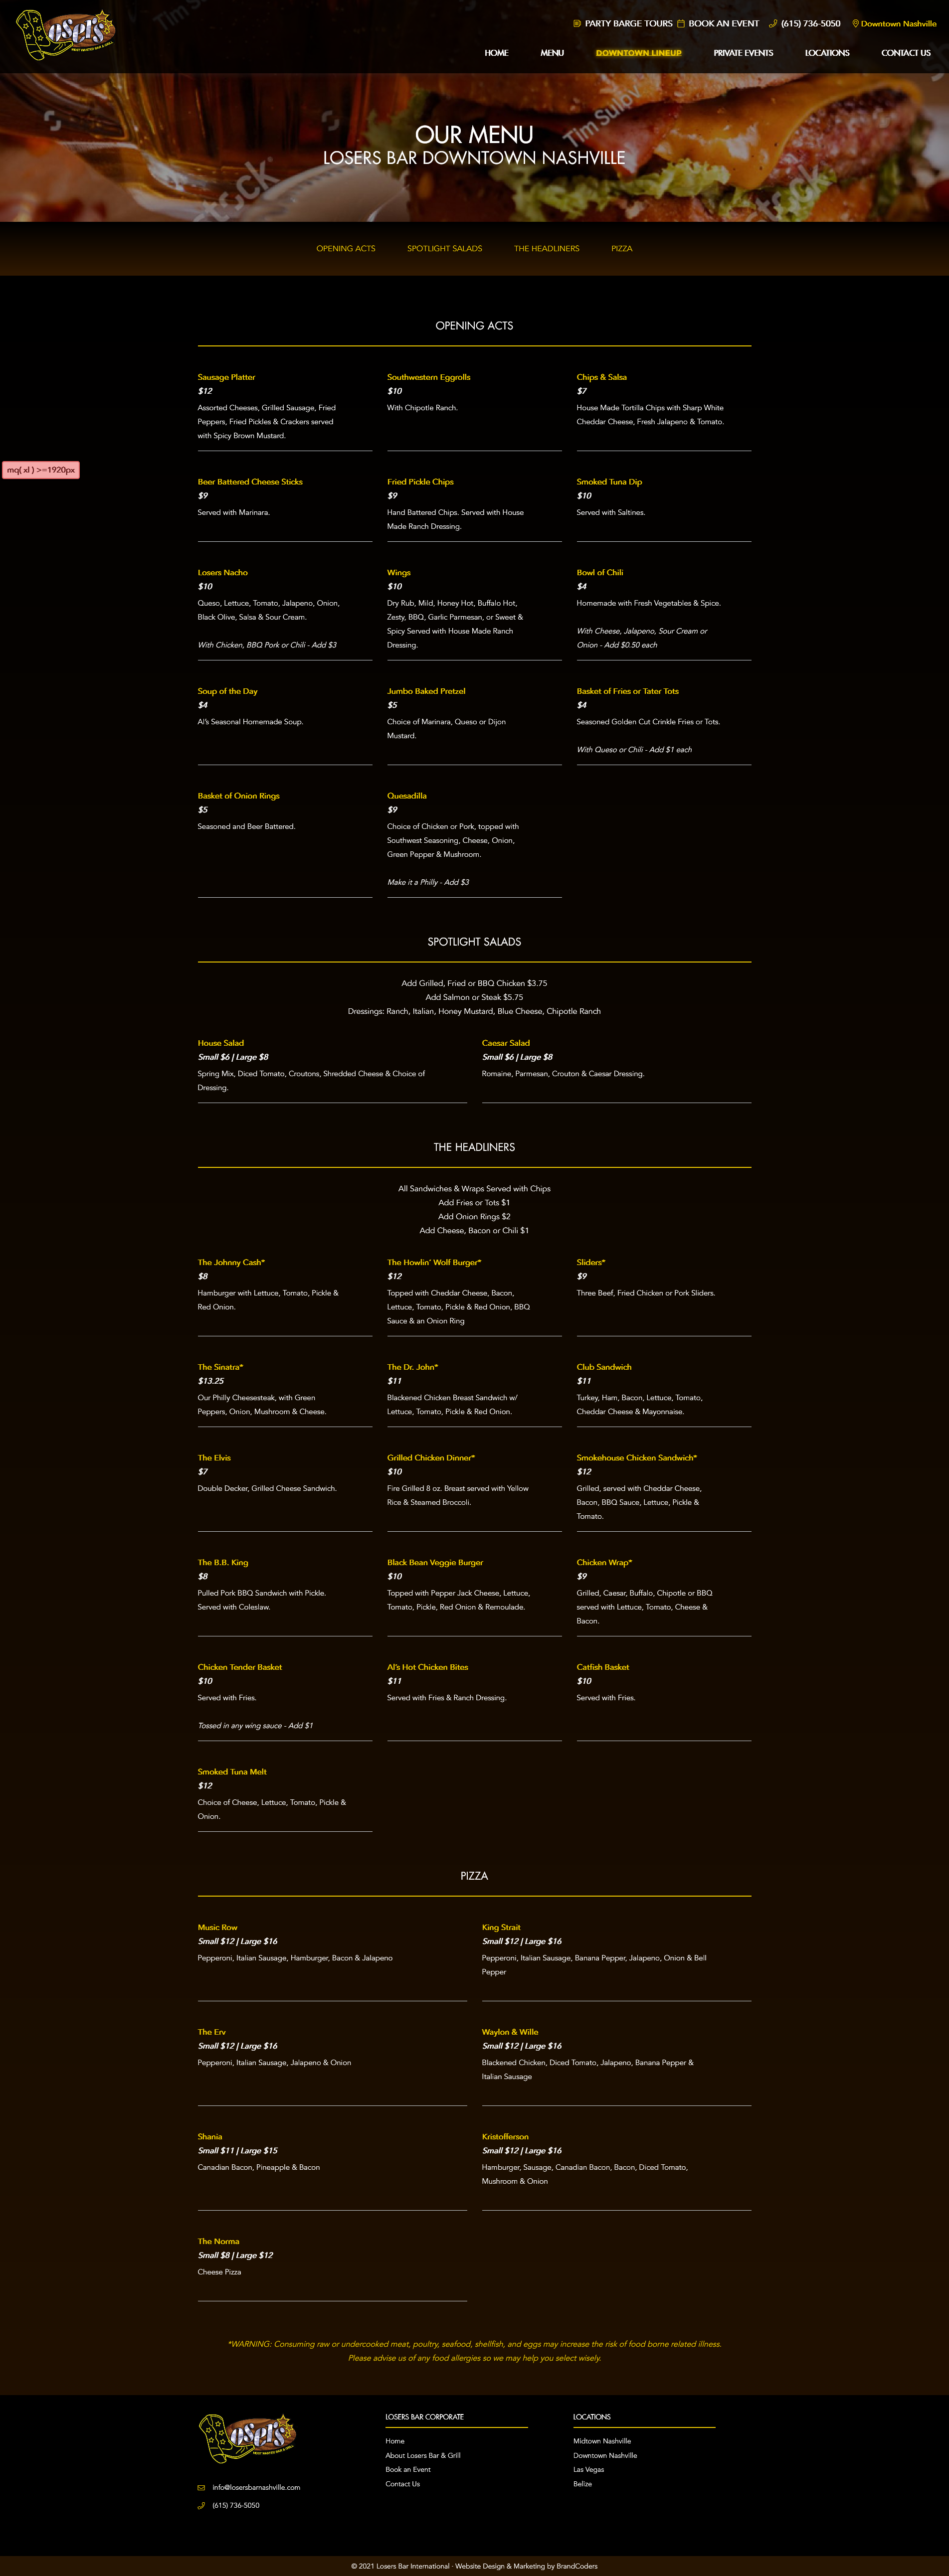 Losers
MOST WANTED BAR & GRILL
PARTY BARGE TOURS BOOK AN EVENT (615) 736-5050 Downtown Nashville
HOME MENU DOWNTOWN LINEUP PRIVATE EVENTS LOCATIONS CONTACT US
Tim Sulov
OUR MENU
LOSERS BAR DOWNTOWN NASHVILLE
OPENING ACTS SPOTLIGHT SALADS THE HEADLINERS PIZZA
OPENING ACTS
Sausage Platter
$12
Assorted Cheeses, Grilled Sausage, Fried
Peppers, Fried Pickles & Crackers served
with Spicy Brown Mustard.
Southwestern Eggrolls
$10
With Chipotle Ranch.
Chips & Salsa
$7
House Made Tortilla Chips with Sharp White
Cheddar Cheese, Fresh Jalapeno & Tomato.
mq( xl ) >=1920px
Beer Battered Cheese Sticks
$9
Served with Marinara.
Fried Pickle Chips
$9
Hand Battered Chips. Served with House
Made Ranch Dressing.
Smoked Tuna Dip
$10
Served with Saltines.
Losers Nacho
$10
Queso, Lettuce, Tomato, Jalapeno, Onion,
Black Olive, Salsa & Sour Cream.
With Chicken, BBQ Pork or Chili - Add $3
Wings
$10
Dry Rub, Mild, Honey Hot, Buffalo Hot,
Zesty, BBQ, Garlic Parmesan, or Sweet &
Spicy Served with House Made Ranch
Dressing.
Bowl of Chili
$4
Homemade with Fresh Vegetables & Spice.
With Cheese, Jalapeno, Sour Cream or
Onion - Add $0.50 each
Soup of the Day
$4
Al's Seasonal Homemade Soup.
Jumbo Baked Pretzel
$5
Choice of Marinara, Queso or Dijon
Mustard.
Basket of Fries or Tater Tots
$4
Seasoned Golden Cut Crinkle Fries or Tots.
With Queso or Chili - Add $1 each
Basket of Onion Rings
$5
Seasoned and Beer Battered.
Quesadilla
$9
Choice of Chicken or Pork, topped with
Southwest Seasoning, Cheese, Onion,
Green Pepper & Mushroom.
Make it a Philly - Add $3
SPOTLIGHT SALADS
Add Grilled, Fried or BBQ Chicken $3.75
Add Salmon or Steak $5.75
Dressings: Ranch, Italian, Honey Mustard, Blue Cheese, Chipotle Ranch
House Salad
Small $6 | Large $8
Spring Mix, Diced Tomato, Croutons, Shredded Cheese & Choice of
Dressing.
Caesar Salad
Small $6 | Large $8
Romaine, Parmesan, Crouton & Caesar Dressing.
THE HEADLINERS
All Sandwiches & Wraps Served with Chips
Add Fries or Tots $1
Add Onion Rings $2
Add Cheese, Bacon or Chili $1
The Johnny Cash*
$8
Hamburger with Lettuce, Tomato, Pickle &
Red Onion.
The Howlin' Wolf Burger*
$12
Topped with Cheddar Cheese, Bacon,
Lettuce, Tomato, Pickle & Red Onion, BBQ
Sauce & an Onion Ring
Sliders*
$9
Three Beef, Fried Chicken or Pork Sliders.
The Sinatra*
$13.25
Our Philly Cheesesteak, with Green
Peppers, Onion, Mushroom & Cheese.
The Dr. John*
$11
Blackened Chicken Breast Sandwich w/
Lettuce, Tomato, Pickle & Red Onion.
Club Sandwich
$11
Turkey, Ham, Bacon, Lettuce, Tomato,
Cheddar Cheese & Mayonnaise.
The Elvis
$7
Double Decker, Grilled Cheese Sandwich.
Grilled Chicken Dinner*
$10
Fire Grilled 8 oz. Breast served with Yellow
Rice & Steamed Broccoli.
Smokehouse Chicken Sandwich*
$12
Grilled, served with Cheddar Cheese,
Bacon, BBQ Sauce, Lettuce, Pickle &
Tomato.
The B.B. King
$8
Pulled Pork BBQ Sandwich with Pickle.
Served with Coleslaw.
Black Bean Veggie Burger
$10
Topped with Pepper Jack Cheese, Lettuce,
Tomato, Pickle, Red Onion & Remoulade.
Chicken Wrap*
$9
Grilled, Caesar, Buffalo, Chipotle or BBQ
served with Lettuce, Tomato, Cheese &
Bacon.
Chicken Tender Basket
$10
Served with Fries.
Tossed in any wing sauce - Add $1
Al's Hot Chicken Bites
$11
Served with Fries & Ranch Dressing.
Catfish Basket
$10
Served with Fries.
Smoked Tuna Melt
$12
Choice of Cheese, Lettuce, Tomato, Pickle &
Onion.
PIZZA
Music Row
Small $12 | Large $16
Pepperoni, Italian Sausage, Hamburger, Bacon & Jalapeno
King Strait
Small $12 | Large $16
Pepperoni, Italian Sausage, Banana Pepper, Jalapeno, Onion & Bell
Pepper
The Erv
Small $12 | Large $16
Pepperoni, Italian Sausage, Jalapeno & Onion
Waylon & Wille
Small $12 | Large $16
Blackened Chicken, Diced Tomato, Jalapeno, Banana Pepper &
Italian Sausage
Shania
Small $11 | Large $15
Canadian Bacon, Pineapple & Bacon
Kristofferson
Small $12 | Large $16
Hamburger, Sausage, Canadian Bacon, Bacon, Diced Tomato,
Mushroom & Onion
The Norma
Small $8 | Large $12
Cheese Pizza
*WARNING: Consuming raw or undercooked meat, poultry, seafood, shellfish, and eggs may increase the risk of food borne related illness.
Please advise us of any food allergies so we may help you select wisely.
Losers
MOST WANTED BAR & GRILL
info@losersbarnashville.com
(615) 736-5050
LOSERS BAR CORPORATE
Home
About Losers Bar & Grill
Book an Event
Contact Us
LOCATIONS
Midtown Nashville
Downtown Nashville
Las Vegas
Belize
© 2021 Losers Bar International · Website Design & Marketing by BrandCoders